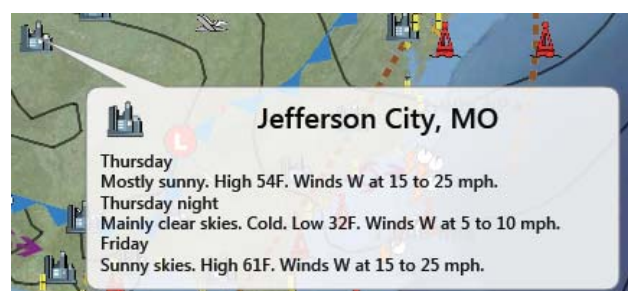 Jefferson City, MO
Thursday
Mostly sunny. High 54F. Winds W at 15 to 25 mph.
Thursday night
Mainly clear skies. Cold. Low 32F. Winds W at 5 to 10 mph.
Friday
Sunny skies. High 61F. Winds W at 15 to 25 mph.
L